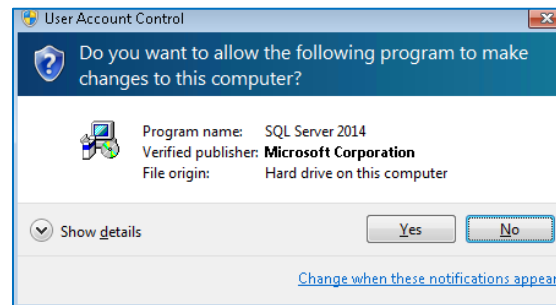 User Account Control
Do you want to allow the following program to make
changes to this computer?
Program name: SQL Server 2014
Verified publisher: Microsoft Corporation
File origin: Hard drive on this computer
Show details Yes No
Change when these notifications appear